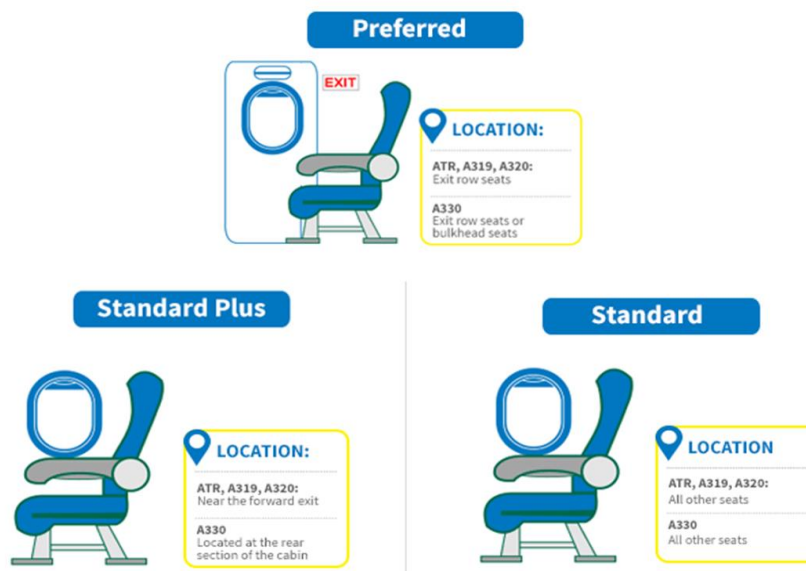 Preferred
EXIT
LOCATION:
ATR, A319, A320:
Exit row seats
A330
Exit row seats or
bulkhead seats
Standard Plus
LOCATION:
ATR, A319, A320:
Near the forward exit
A330
Located at the rear
section of the cabin
Standard
LOCATION
ATR, A319, A320:
All other seats
A330
All other seats